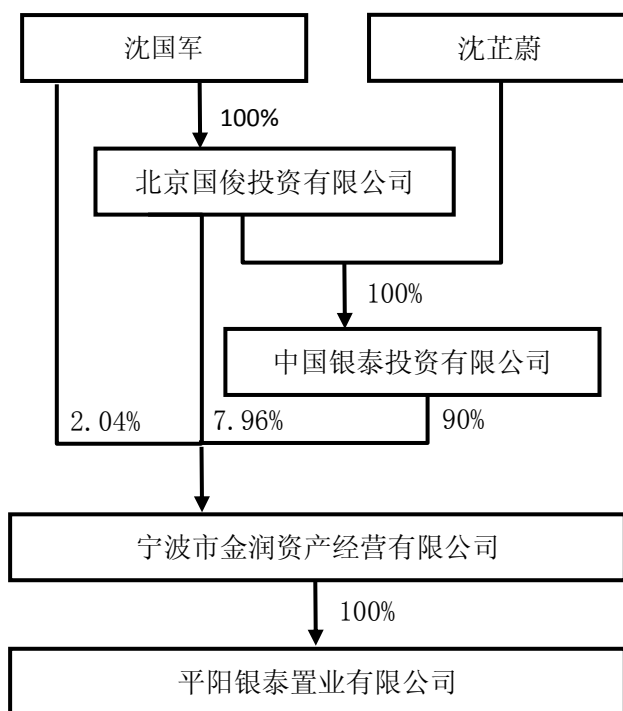 沈国军
沈芷蔚
100%
北京国俊投资有限公司
100%
中国银泰投资有限公司
2.04%
7.96%
90%
宁波市金润资产经营有限公司
100%
平阳银泰置业有限公司